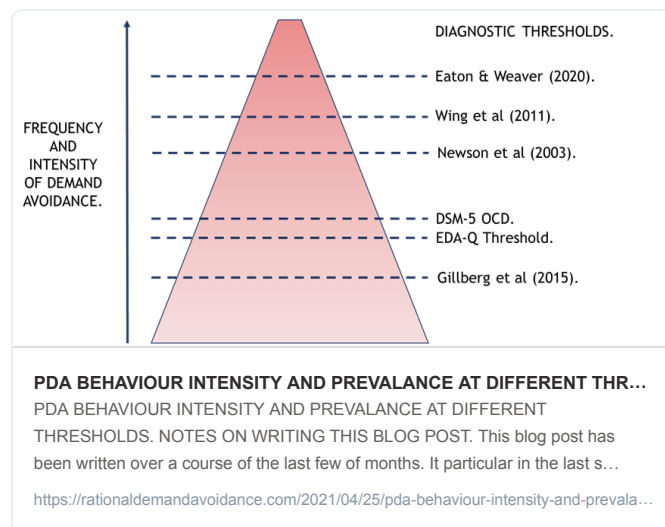 DIAGNOSTIC THRESHOLDS.
Eaton & Weaver (2020).
Wing et al (2011).
FREQUENCY
AND
INTENSITY
OF DEMAND
AVOIDANCE.
Newson et al (2003).
DSM-5 OCD.
EDA-Q Threshold.
Gillberg et al (2015).
PDA BEHAVIOUR INTENSITY AND PREVALANCE AT DIFFERENT THR...
PDA BEHAVIOUR INTENSITY AND PREVALANCE AT DIFFERENT
THRESHOLDS. NOTES ON WRITING THIS BLOG POST. This blog post has
been written over a course of the last few of months. It particular in the last s...
https://rationaldemandavoidance.com/2021/04/25/pda-behaviour-intensity-and-prevala...